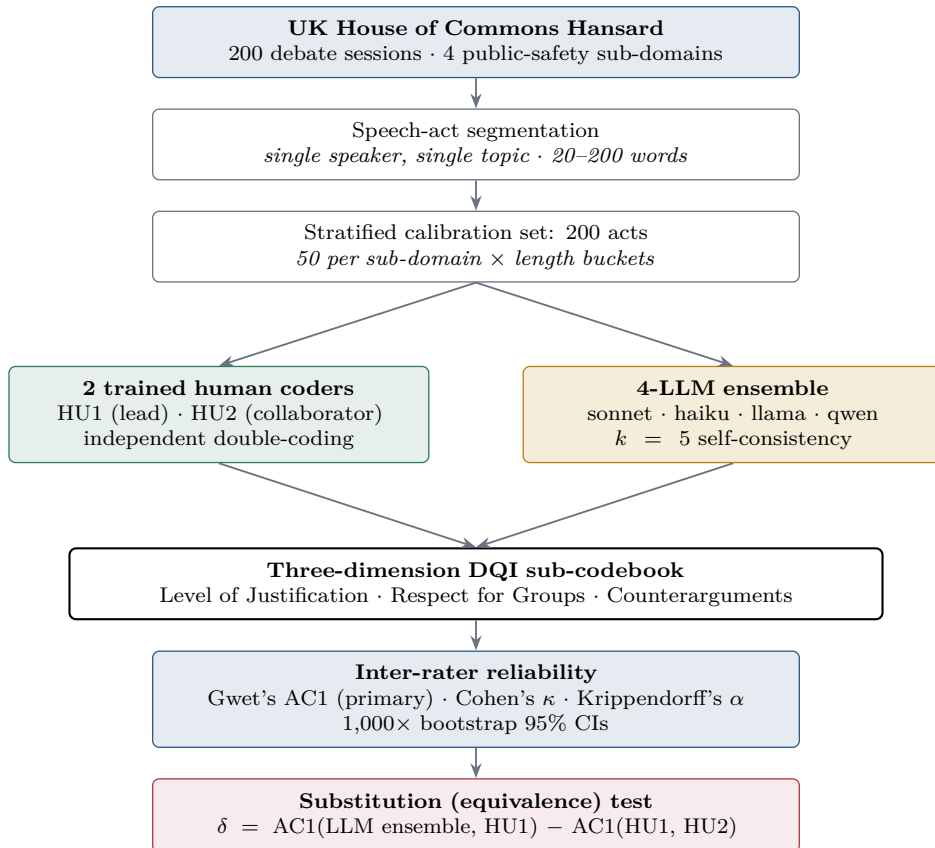 UK House of Commons Hansard
200 debate sessions · 4 public-safety sub-domains
Speech-act segmentation
single speaker, single topic · 20–200 words
Stratified calibration set: 200 acts
50 per sub-domain × length buckets
2 trained human coders
HU1 (lead) · HU2 (collaborator)
independent double-coding
4-LLM ensemble
sonnet · haiku · llama · qwen
k = 5 self-consistency
Three-dimension DQI sub-codebook
Level of Justification · Respect for Groups · Counterarguments
Inter-rater reliability
Gwet's AC1 (primary) · Cohen's κ · Krippendorff's α
1,000× bootstrap 95% CIs
Substitution (equivalence) test
δ = AC1(LLM ensemble, HU1) − AC1(HU1, HU2)